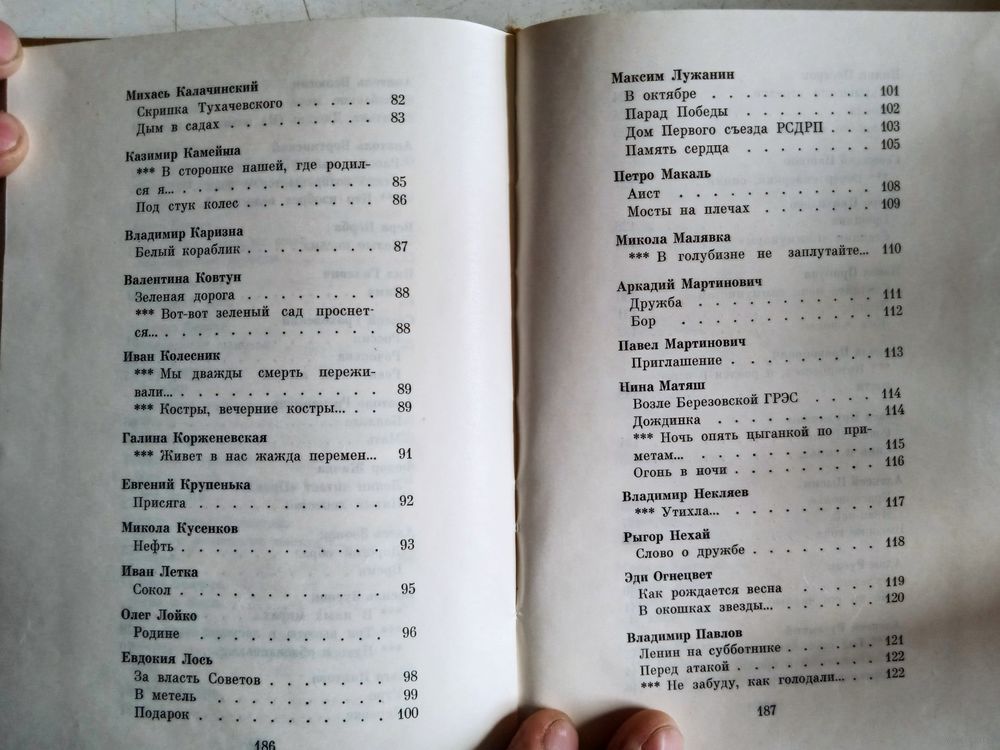 Михась Калачинский
Скрипка Тухачевского . . . . . . 82
Дым в садах . . . . . . . . . 83
Казимир Камейша
*** В сторонке нашей, где родил-
ся я... . . . . . . . . . . . 85
Под стук колес . . . . . . . . 86
Владимир Каризна
Белый кораблик . . . . . . . . 87
Валентина Ковтун
Зеленая дорога . . . . . . . . 88
*** Вот-вот зеленый сад проснет-
ся... . . . . . . . . . . . . 88
Иван Колесник
*** Мы дважды смерть пережи-
вали... . . . . . . . . . . . 89
*** Костры, вечерние костры... . . 89
Галина Корженевская
*** Живет в нас жажда перемен... 91
Евгений Крупенька
Присяга . . . . . . . . . . 92
Микола Кусенков
Нефть . . . . . . . . . . . 93
Иван Летка
Сокол . . . . . . . . . . . 95
Олег Лойко
Родине . . . . . . . . . . 96
Евдокия Лось
За власть Советов . . . . . . . 98
В метель . . . . . . . . . . 99
Подарок . . . . . . . . . . 100
186
Максим Лужанин
В октябре . . . . . . . . . 101
Парад Победы . . . . . . . . 102
Дом Первого съезда РСДРП . . . 103
Память сердца . . . . . . . 105
Петро Макаль
Аист . . . . . . . . . . 108
Мосты на плечах . . . . . . . 109
Микола Малявка
*** В голубизне не заплутайте... 110
Аркадий Мартинович
Дружба . . . . . . . . . . 111
Бор . . . . . . . . . . . 112
Павел Мартинович
Приглашение . . . . . . . . 113
Нина Матяш
Возле Березовской ГРЭС . . . . 114
Дождинка . . . . . . . . . 114
*** Ночь опять цыганкой по при-
метам... . . . . . . . . . . 115
Огонь в ночи . . . . . . . . 116
Владимир Некляев
*** Утихла... . . . . . . . . 117
Рыгор Нехай
Слово о дружбе . . . . . . . 118
Эди Огнецвет
Как рождается весна . . . . . 119
В окошках звезды... . . . . . . 120
Владимир Павлов
Ленин на субботнике . . . . . . 121
Перед атакой . . . . . . . . 122
*** Не забуду, как голодали... . . 122
187